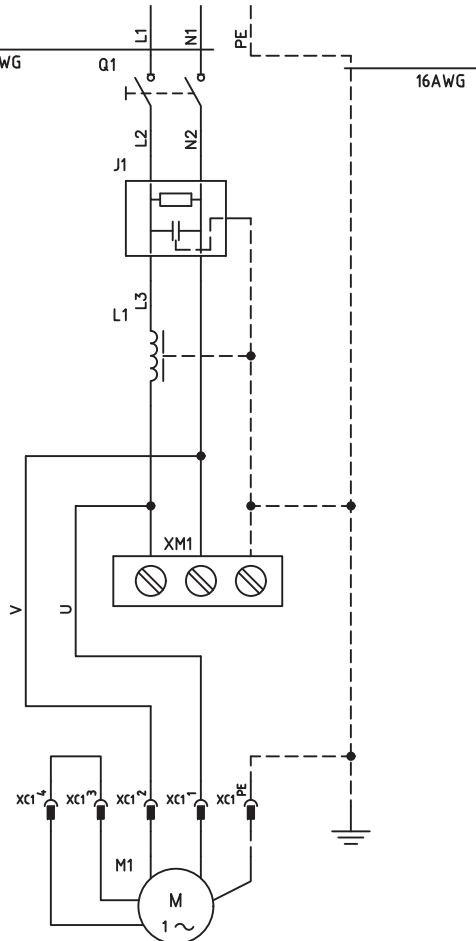 L1
N1
PE
WG
Q1
16AWG
L2
N2
J1
L3
L1
XM1
V
U
XC1 4
XC1 3
XC1 2
XC1 1
XC1 PE
M1
M
1~